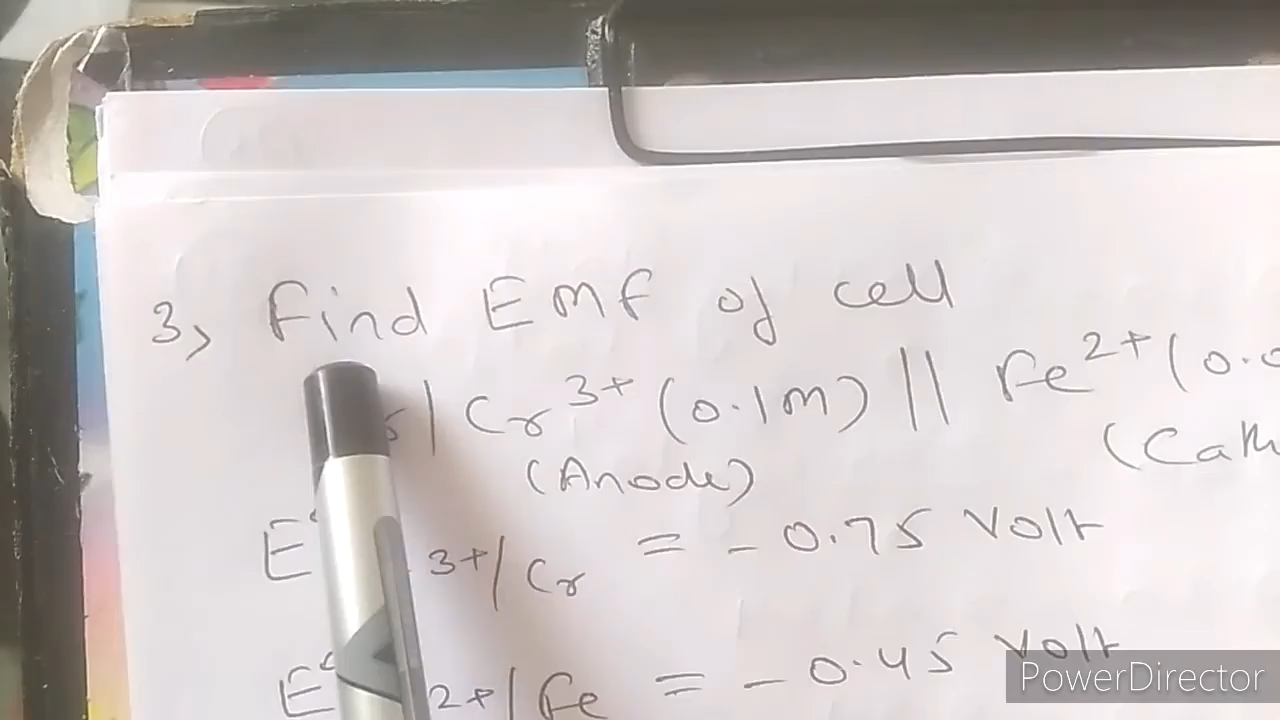 3, Find EMF of cell
| Cr³⁺ (0.1M) || Fe²⁺ (0.0
(Anode)
E 3+/Cr = - 0.75 Volt
E 2+/Fe = - 0.45 Volt
PowerDirector